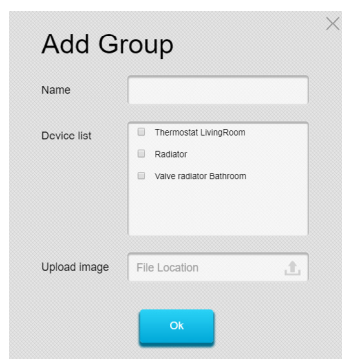 Add Group
Name
Device list
Thermostat LivingRoom
Radiator
Valve radiator Bathroom
Upload image
File Location
Ok